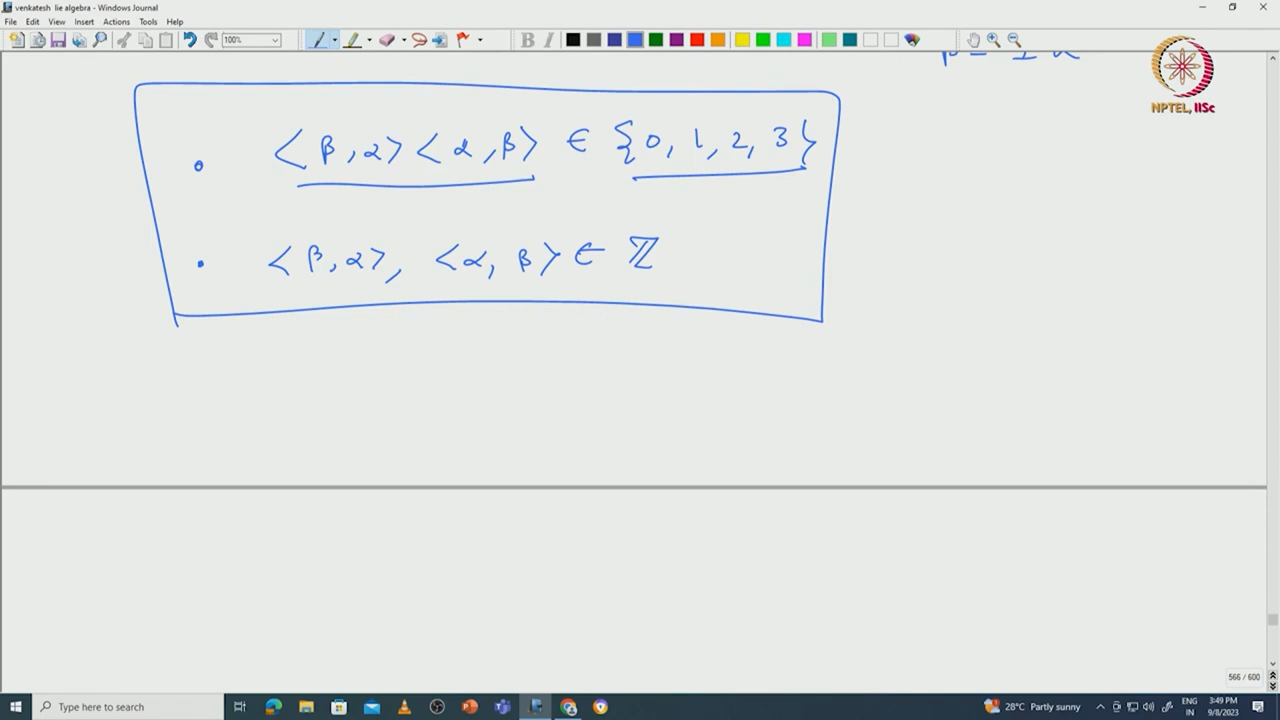 venkatesh lie algebra - Windows Journal
File Edit View Insert Actions Tools Help
100%
NPTEL, IISc
• <β, α> <α, β> ∈ {0, 1, 2, 3}
• <β, α>, <α, β> ∈ ℤ
566 / 600
Type here to search
28°C Partly sunny
ENG
IN
3:49 PM
9/8/2023